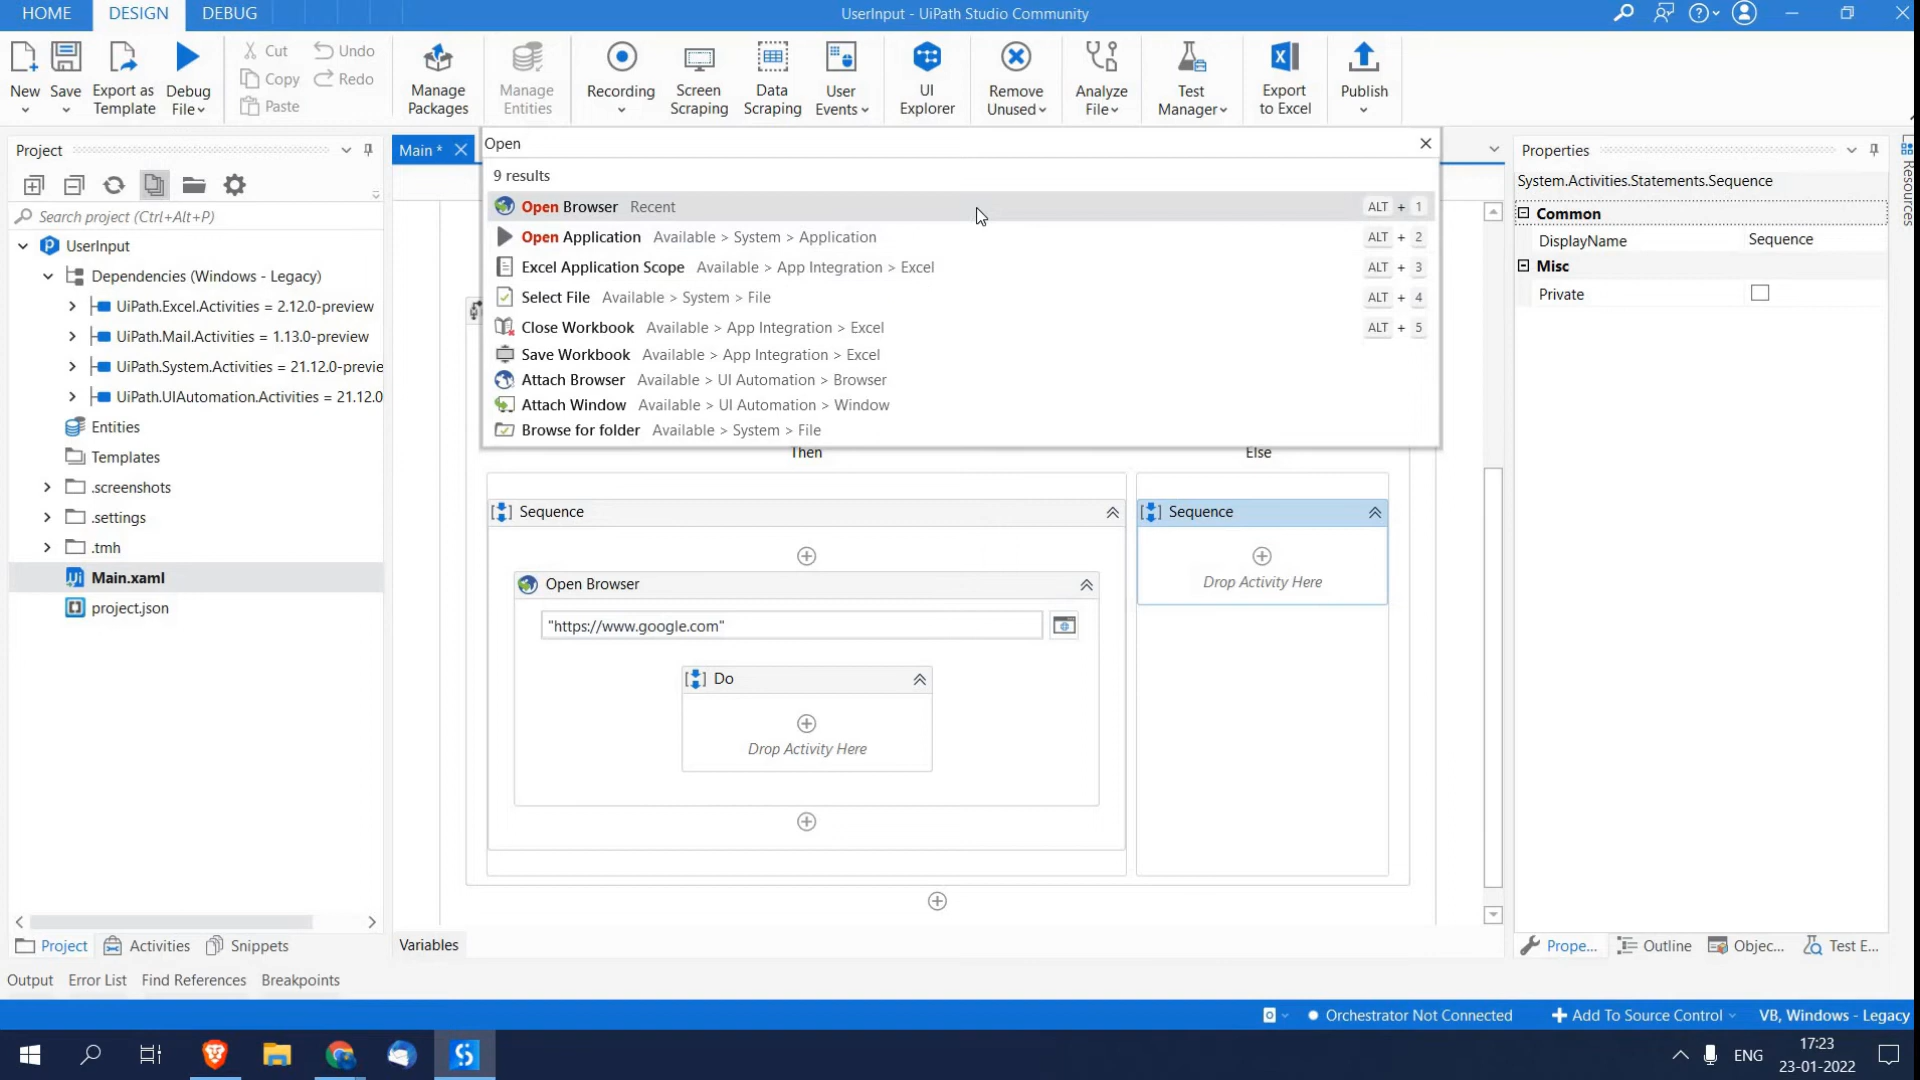 HOME DESIGN DEBUG UserInput - UiPath Studio Community
New Save Export as Template Debug File Cut Copy Paste Undo Redo Manage Packages Manage Entities Recording Screen Scraping Data Scraping User Events UI Explorer Remove Unused Analyze File Test Manager Export to Excel Publish
Project
Search project (Ctrl+Alt+P)
UserInput
Dependencies (Windows - Legacy)
UiPath.Excel.Activities = 2.12.0-preview
UiPath.Mail.Activities = 1.13.0-preview
UiPath.System.Activities = 21.12.0-previe
UiPath.UIAutomation.Activities = 21.12.0
Entities
Templates
.screenshots
.settings
.tmh
Main.xaml
project.json
Project Activities Snippets
Main *
Open
9 results
Open Browser Recent ALT + 1
Open Application Available > System > Application ALT + 2
Excel Application Scope Available > App Integration > Excel ALT + 3
Select File Available > System > File ALT + 4
Close Workbook Available > App Integration > Excel ALT + 5
Save Workbook Available > App Integration > Excel
Attach Browser Available > UI Automation > Browser
Attach Window Available > UI Automation > Window
Browse for folder Available > System > File
Then Else
Sequence Sequence
Drop Activity Here
Open Browser
"https://www.google.com"
Do
Drop Activity Here
Variables
Properties
System.Activities.Statements.Sequence
Common
DisplayName Sequence
Misc
Private
Prope... Outline Objec... Test E...
Resources
Output Error List Find References Breakpoints
Orchestrator Not Connected Add To Source Control VB, Windows - Legacy
ENG 17:23
23-01-2022